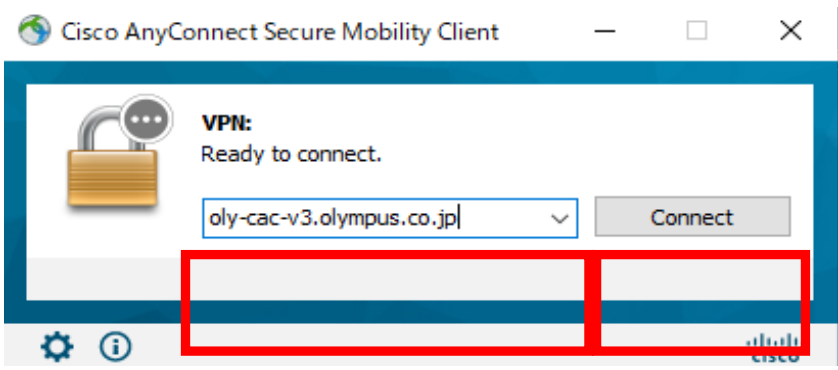 Cisco AnyConnect Secure Mobility Client
VPN:
Ready to connect.
oly-cac-v3.olympus.co.jp
Connect
cisco